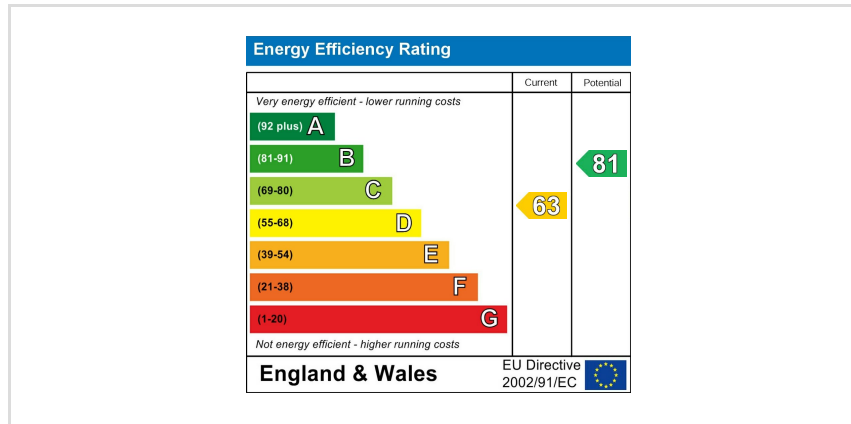 Energy Efficiency Rating
Current Potential
Very energy efficient - lower running costs
(92 plus) A
(81-91) B
81
(69-80) C
63
(55-68) D
(39-54) E
(21-38) F
(1-20) G
Not energy efficient - higher running costs
England & Wales
EU Directive
2002/91/EC